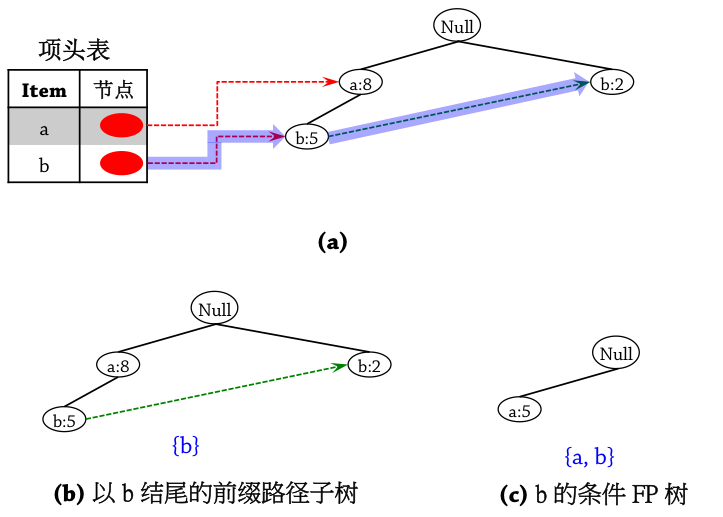 Null
项头表
a:8
b:2
Item 节点
a
b
b:5
(a)
Null
a:8
b:2
b:5
{b}
Null
a:5
{a, b}
(b) 以 b 结尾的前缀路径子树
(c) b 的条件 FP 树